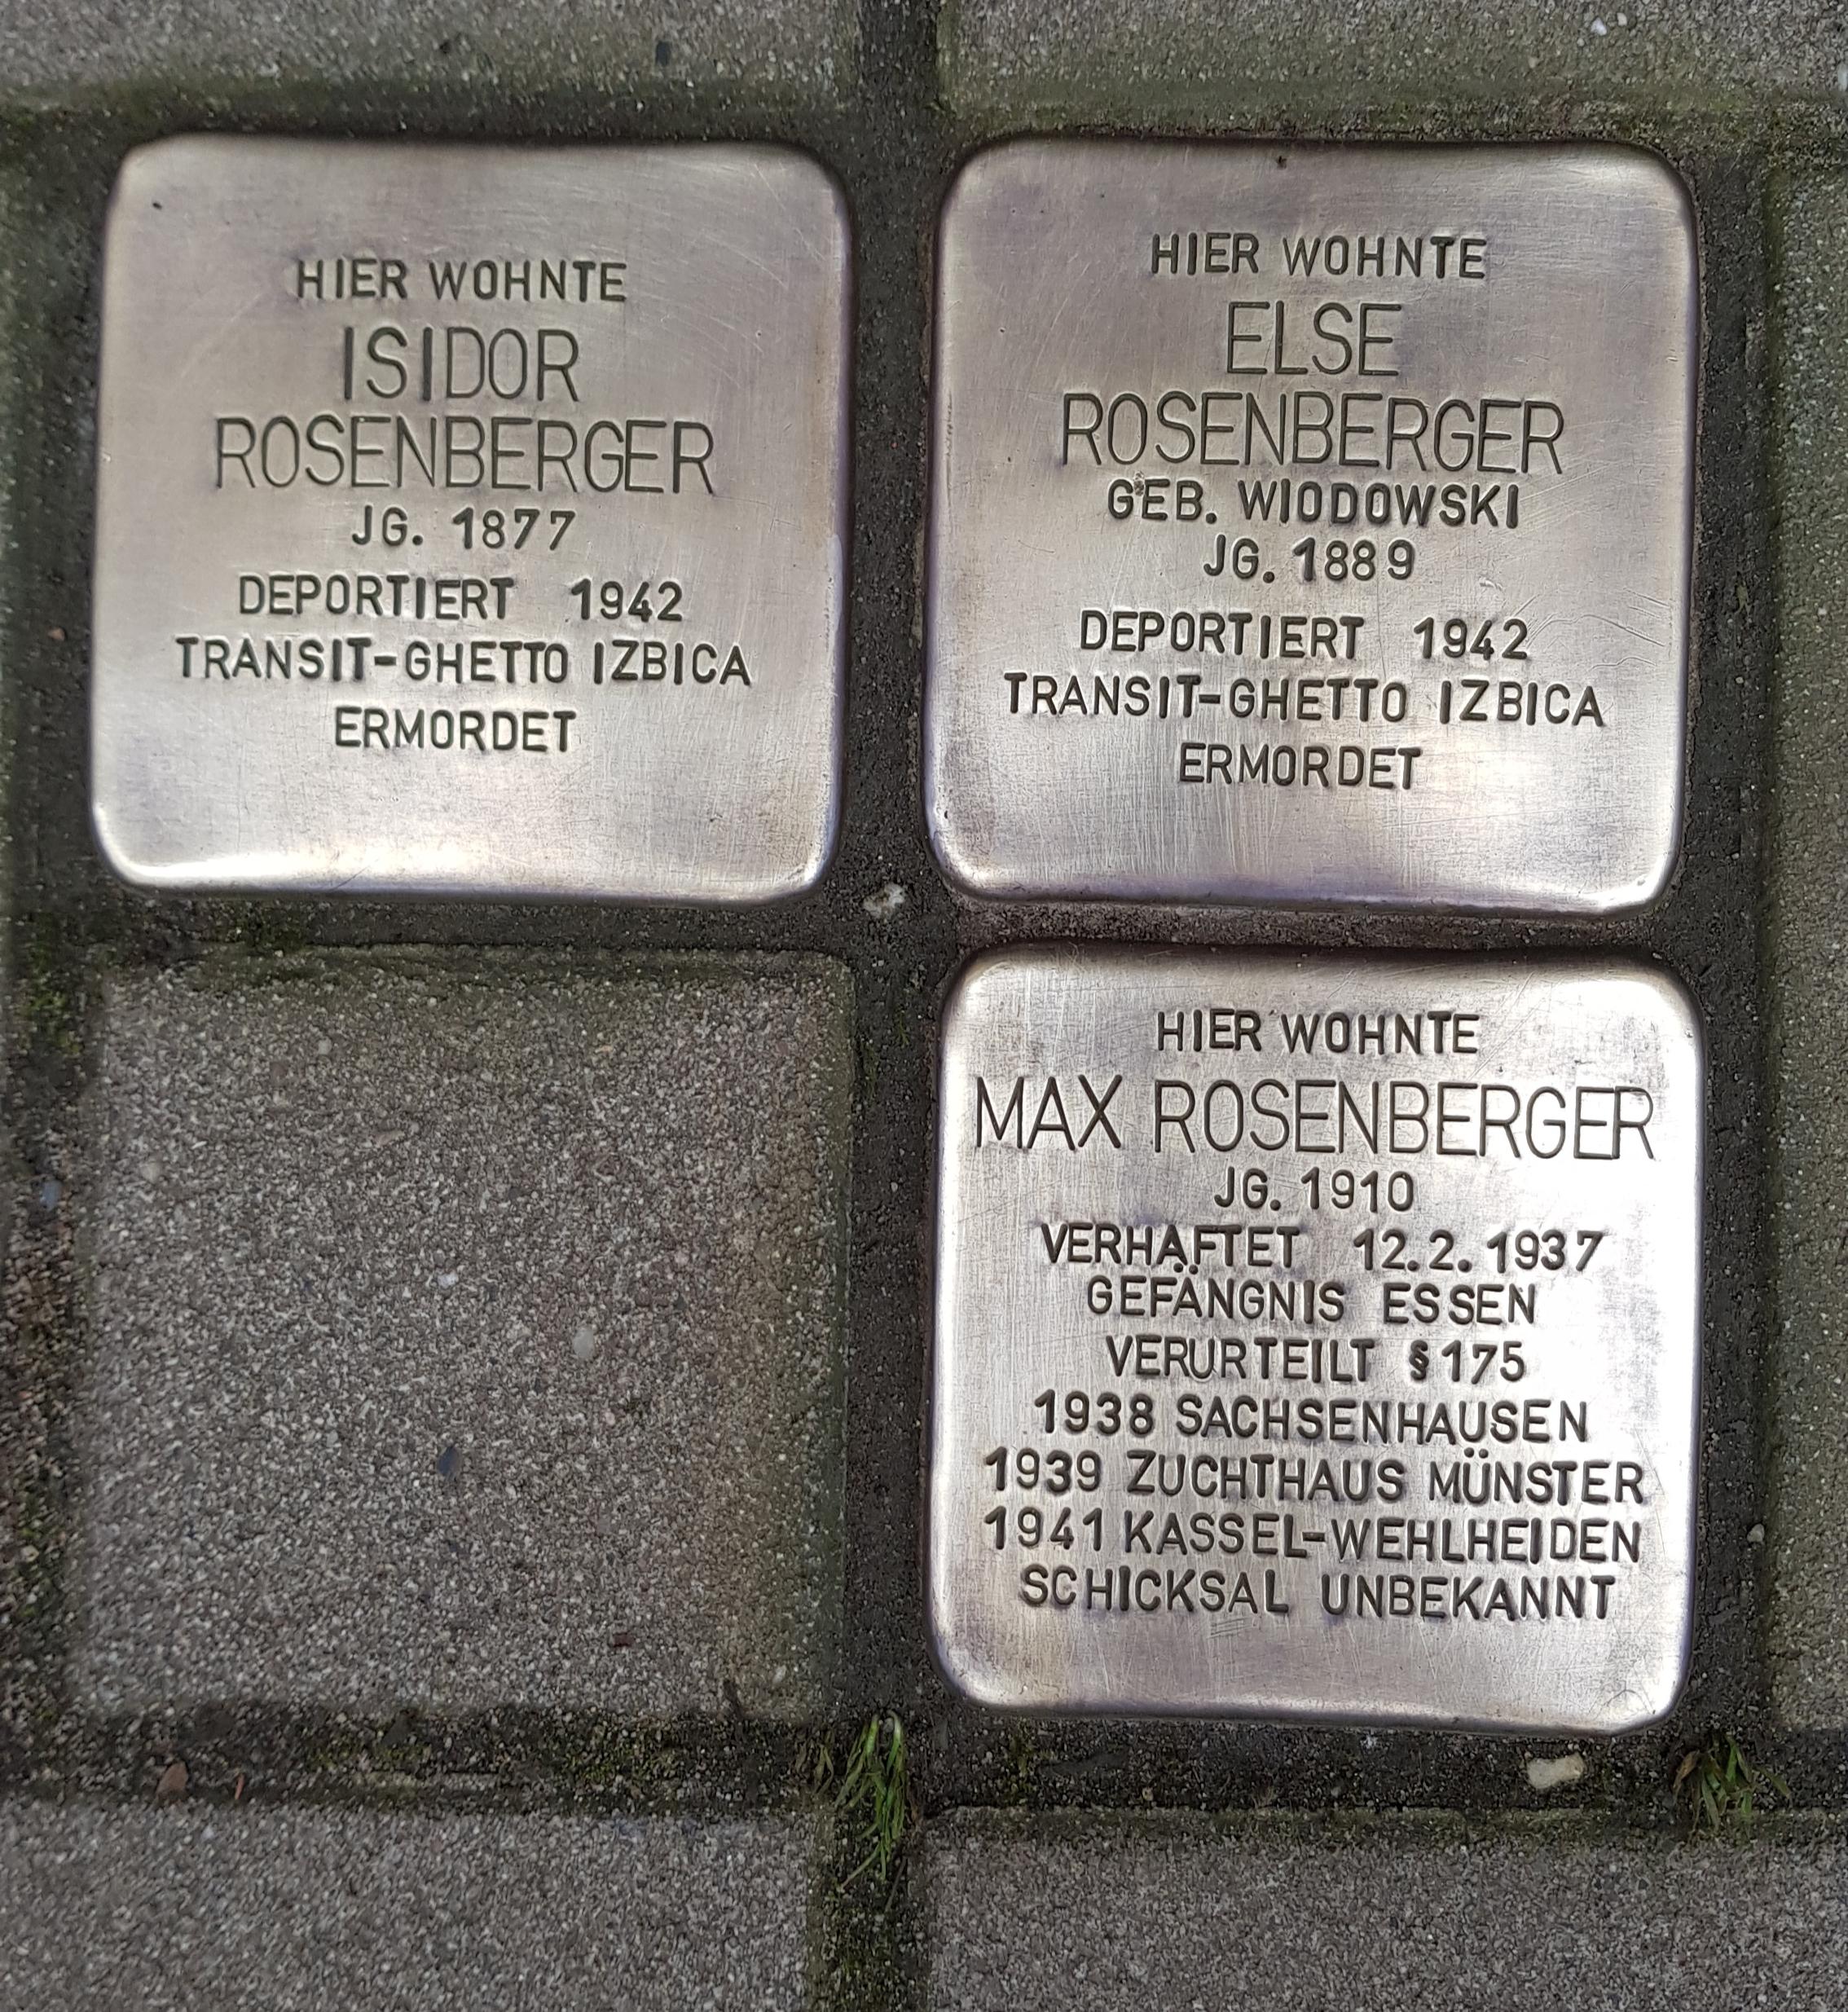 HIER WOHNTE
ISIDOR
ROSENBERGER
JG. 1877
DEPORTIERT 1942
TRANSIT-GHETTO IZBICA
ERMORDET
HIER WOHNTE
ELSE
ROSENBERGER
GEB. WIODOWSKI
JG. 1889
DEPORTIERT 1942
TRANSIT-GHETTO IZBICA
ERMORDET
HIER WOHNTE
MAX ROSENBERGER
JG. 1910
VERHAFTET 12.2.1937
GEFÄNGNIS ESSEN
VERURTEILT §175
1938 SACHSENHAUSEN
1939 ZUCHTHAUS MÜNSTER
1941 KASSEL-WEHLHEIDEN
SCHICKSAL UNBEKANNT